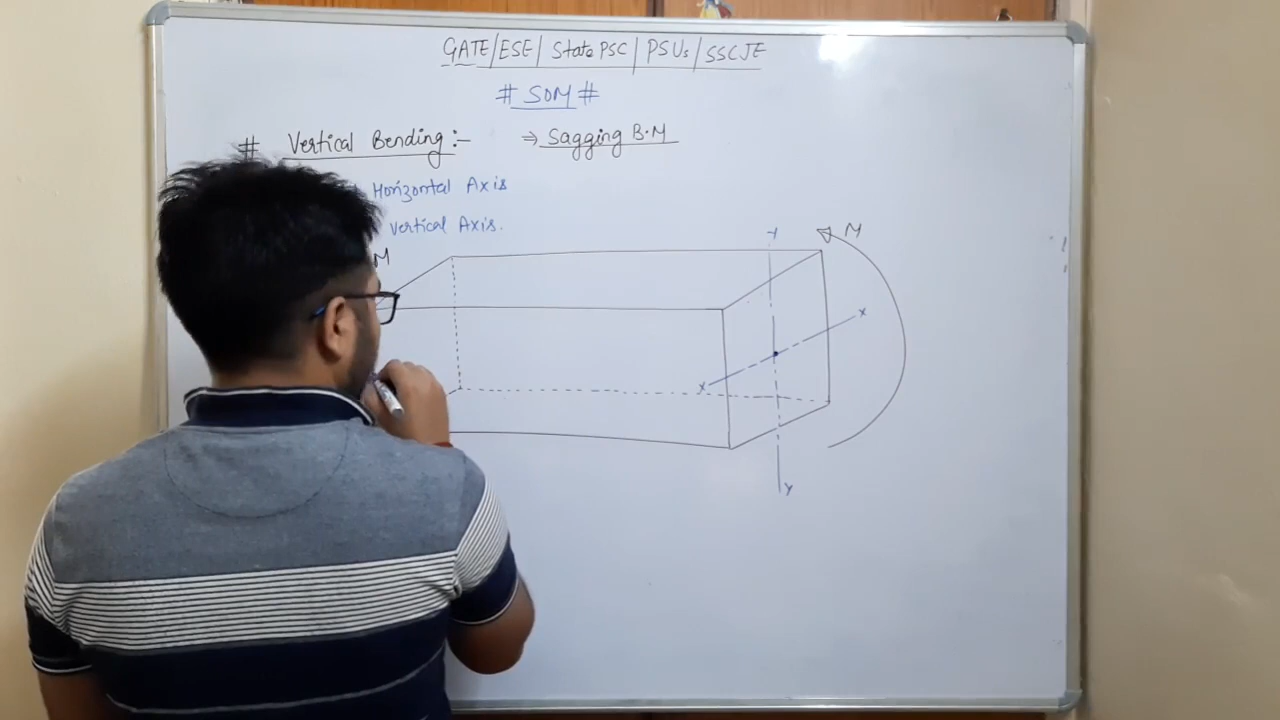 GATE/ESE/ State PSC/ PSUs/SSCJE
# SOM #
# Vertical Bending:- ⇒ Sagging B.M
Horizontal Axis
Vertical Axis.
Y
M
M
X
X
Y